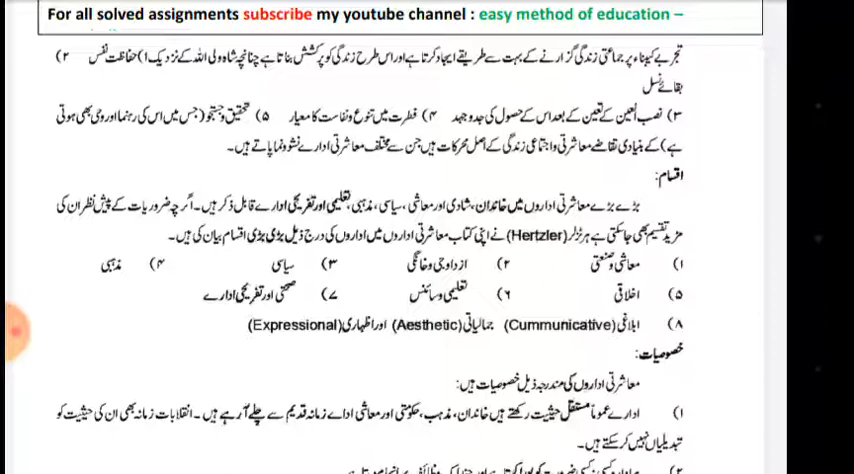 For all solved assignments subscribe my youtube channel : easy method of education –
تجربے کی بناء پر جماعتی زندگی گزارنے کے بہت سے طریقے ایجاد کرتا ہے اور اس طرح زندگی کو پرکشش بناتا ہے چنانچہ شاہ ولی اللہ کے نزدیک ۱) حفاظت نفس ۲)
بقائے نسل
۳) نصب العین کے تعین کے بعد اس کے حصول کی جدوجہد ۴) فطرت میں تنوع و نفاست کا معیار ۵) تحقیق و جستجو (جس میں اس کی رہنما اور وحی بھی ہوتی
ہے) کے بنیادی تقاضے معاشرتی و اجتماعی زندگی کے اصل محرکات ہیں جن سے مختلف معاشرتی ادارے نشوونما پاتے ہیں۔
اقسام:
بڑے بڑے معاشرتی اداروں میں خاندان، شادی اور معاشی، سیاسی، مذہبی، تعلیمی اور تفریحی ادارے قابل ذکر ہیں۔ اگرچہ ضروریات کے پیش نظر ان کی
مزید تقسیم بھی جاسکتی ہے ہرٹزلر (Hertzler) نے اپنی کتاب معاشرتی اداروں میں اداروں کی درج ذیل بڑی بڑی اقسام بیان کی ہیں۔
۱) معاشی و صنعتی ۲) ازدواجی و خانگی ۳) سیاسی ۴) مذہبی
۵) اخلاقی ۶) تعلیمی و سائنس ۷) صحتی اور تفریحی ادارے
۸) ابلاغی (Cummunicative) جمالیاتی (Aesthetic) اور اظہاری (Expressional)
خصوصیات:
معاشرتی اداروں کی مندرجہ ذیل خصوصیات ہیں:
۱) ادارے عموماً مستقل حیثیت رکھتے ہیں خاندان، مذہب، حکومتی اور معاشی اداے زمانہ قدیم سے چلے آرہے ہیں۔ انقلابات زمانہ بھی ان کی حیثیت کو
تبدیلیاں نہیں کر سکتے ہیں۔